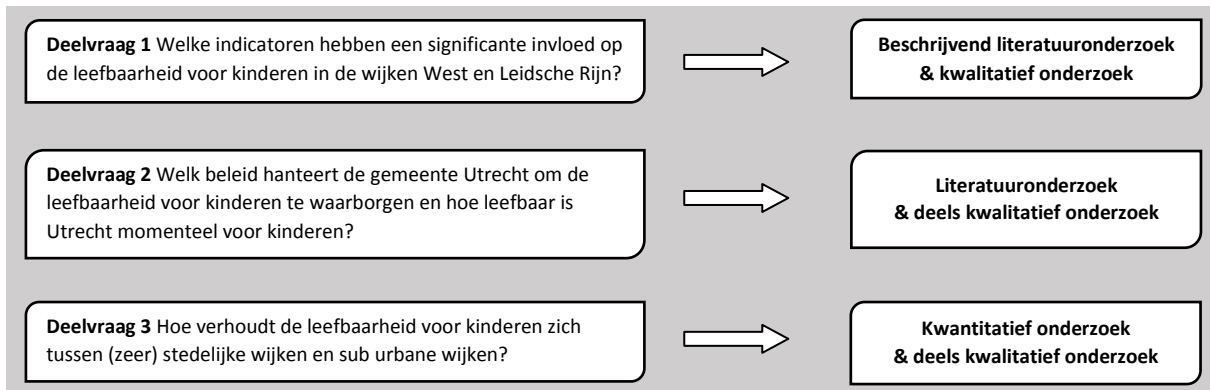 Deelvraag 1 Welke indicatoren hebben een significante invloed op
de leefbaarheid voor kinderen in de wijken West en Leidsche Rijn?
Beschrijvend literatuuronderzoek
& kwalitatief onderzoek
Deelvraag 2 Welk beleid hanteert de gemeente Utrecht om de
leefbaarheid voor kinderen te waarborgen en hoe leefbaar is
Utrecht momenteel voor kinderen?
Literatuuronderzoek
& deels kwalitatief onderzoek
Deelvraag 3 Hoe verhoudt de leefbaarheid voor kinderen zich
tussen (zeer) stedelijke wijken en sub urbane wijken?
Kwantitatief onderzoek
& deels kwalitatief onderzoek